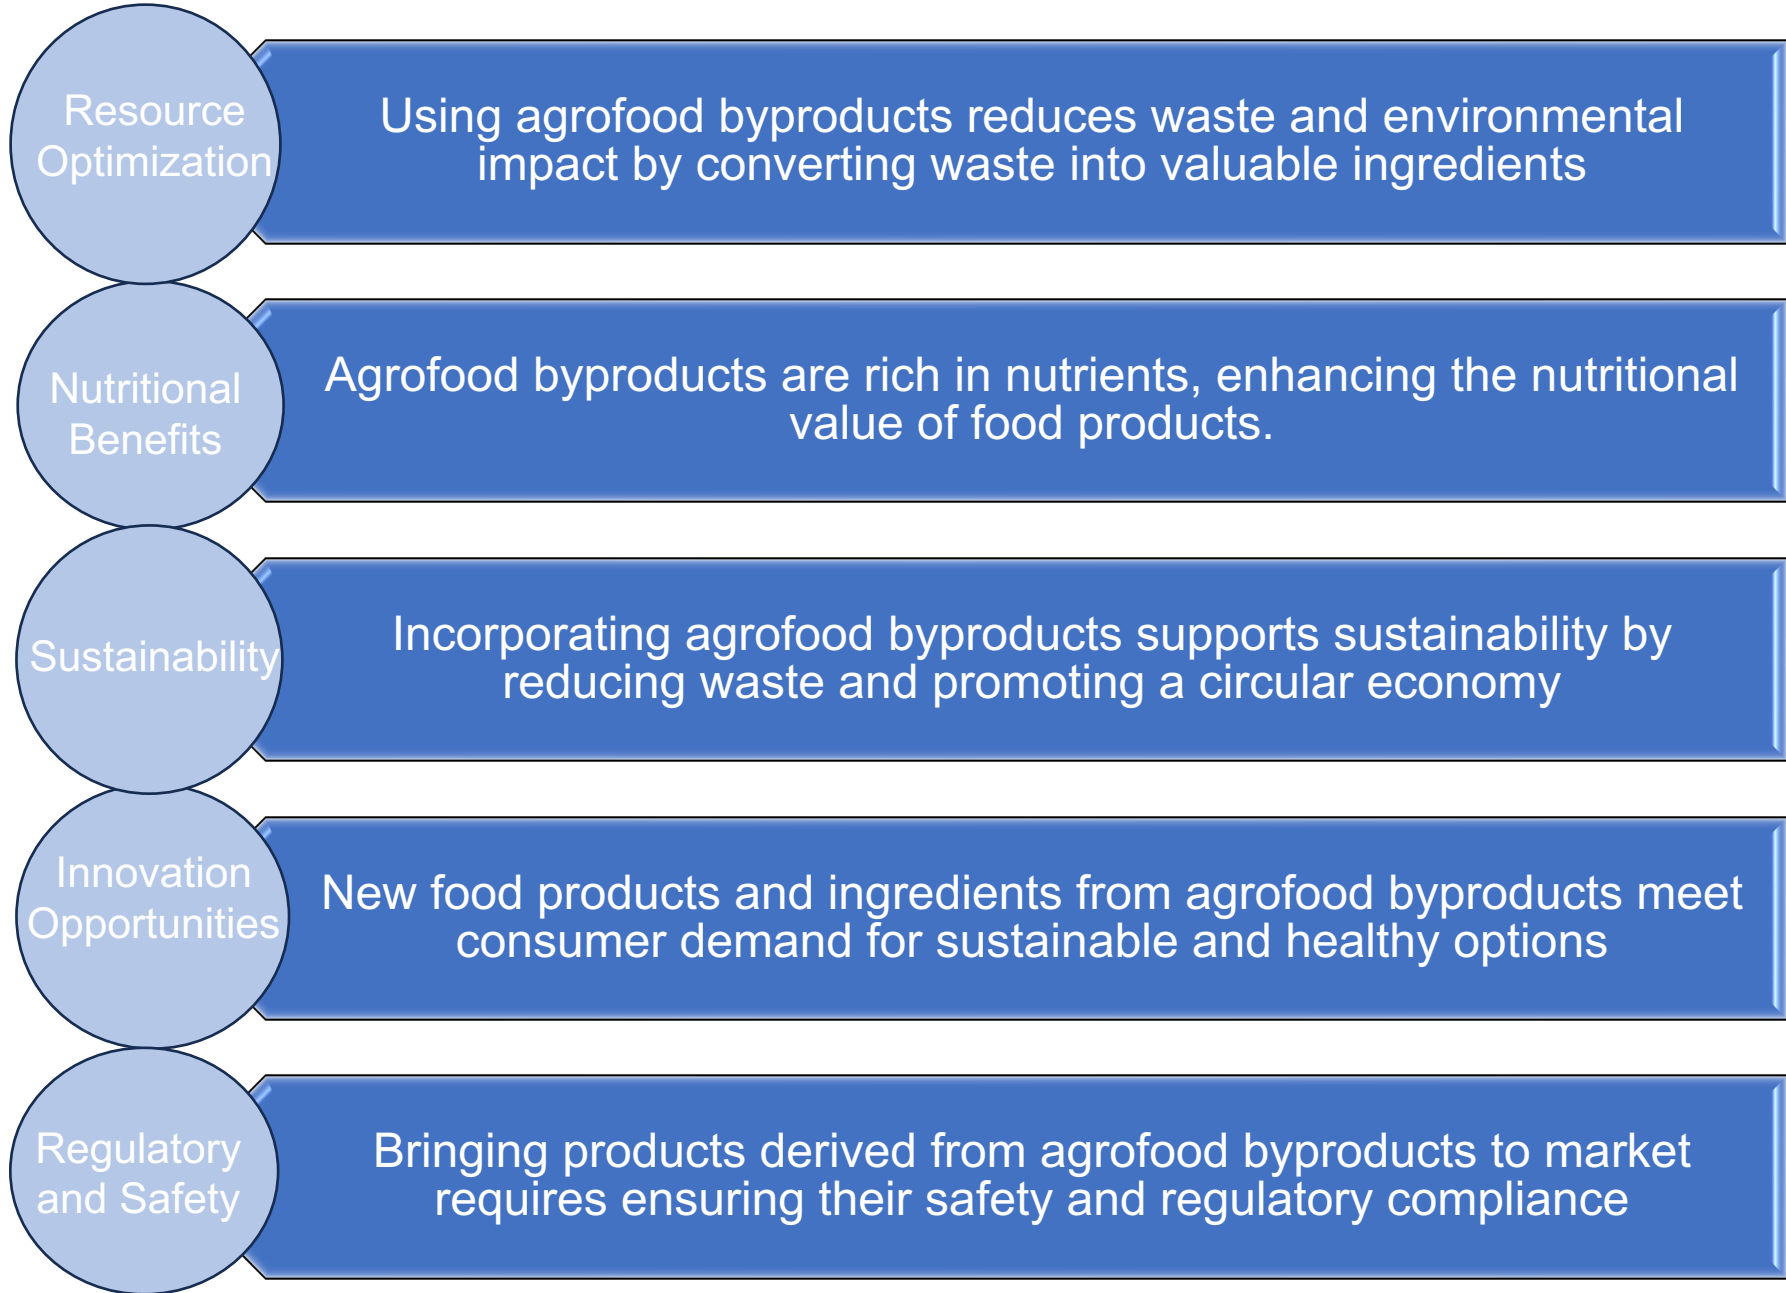 Resource
Optimization
Using agrofood byproducts reduces waste and environmental
impact by converting waste into valuable ingredients
Nutritional
Benefits
Agrofood byproducts are rich in nutrients, enhancing the nutritional
value of food products.
Sustainability
Incorporating agrofood byproducts supports sustainability by
reducing waste and promoting a circular economy
Innovation
Opportunities
New food products and ingredients from agrofood byproducts meet
consumer demand for sustainable and healthy options
Regulatory
and Safety
Bringing products derived from agrofood byproducts to market
requires ensuring their safety and regulatory compliance